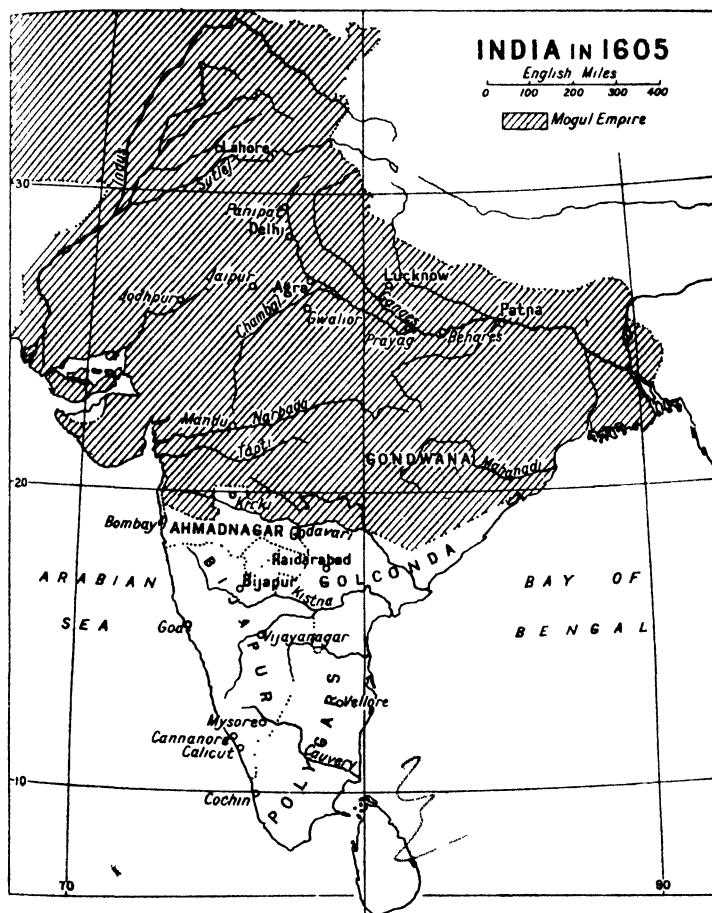 INDIA IN 1605
English Miles
0 100 200 300 400
Mogul Empire
Indus
Lahore
Sutlej
30
Panipat
Delhi
Jaipur
Agra
Lucknow
Jodhpur
Chambal
Ganges
Patna
Gwalior
Prayag
Benares
Mandu
Narbada
Tapti
GONDWANA
Mahanadi
20
Kirki
Bombay
AHMADNAGAR
Godavari
Haidarabad
GOLCONDA
BIJAPUR
Bijapur
Kistna
ARABIAN
SEA
BAY OF
BENGAL
Goa
Vijayanagar
Vellore
Mysore
Cannanore
Calicut
Cauvery
POLYGARS
Cochin
10
70
90